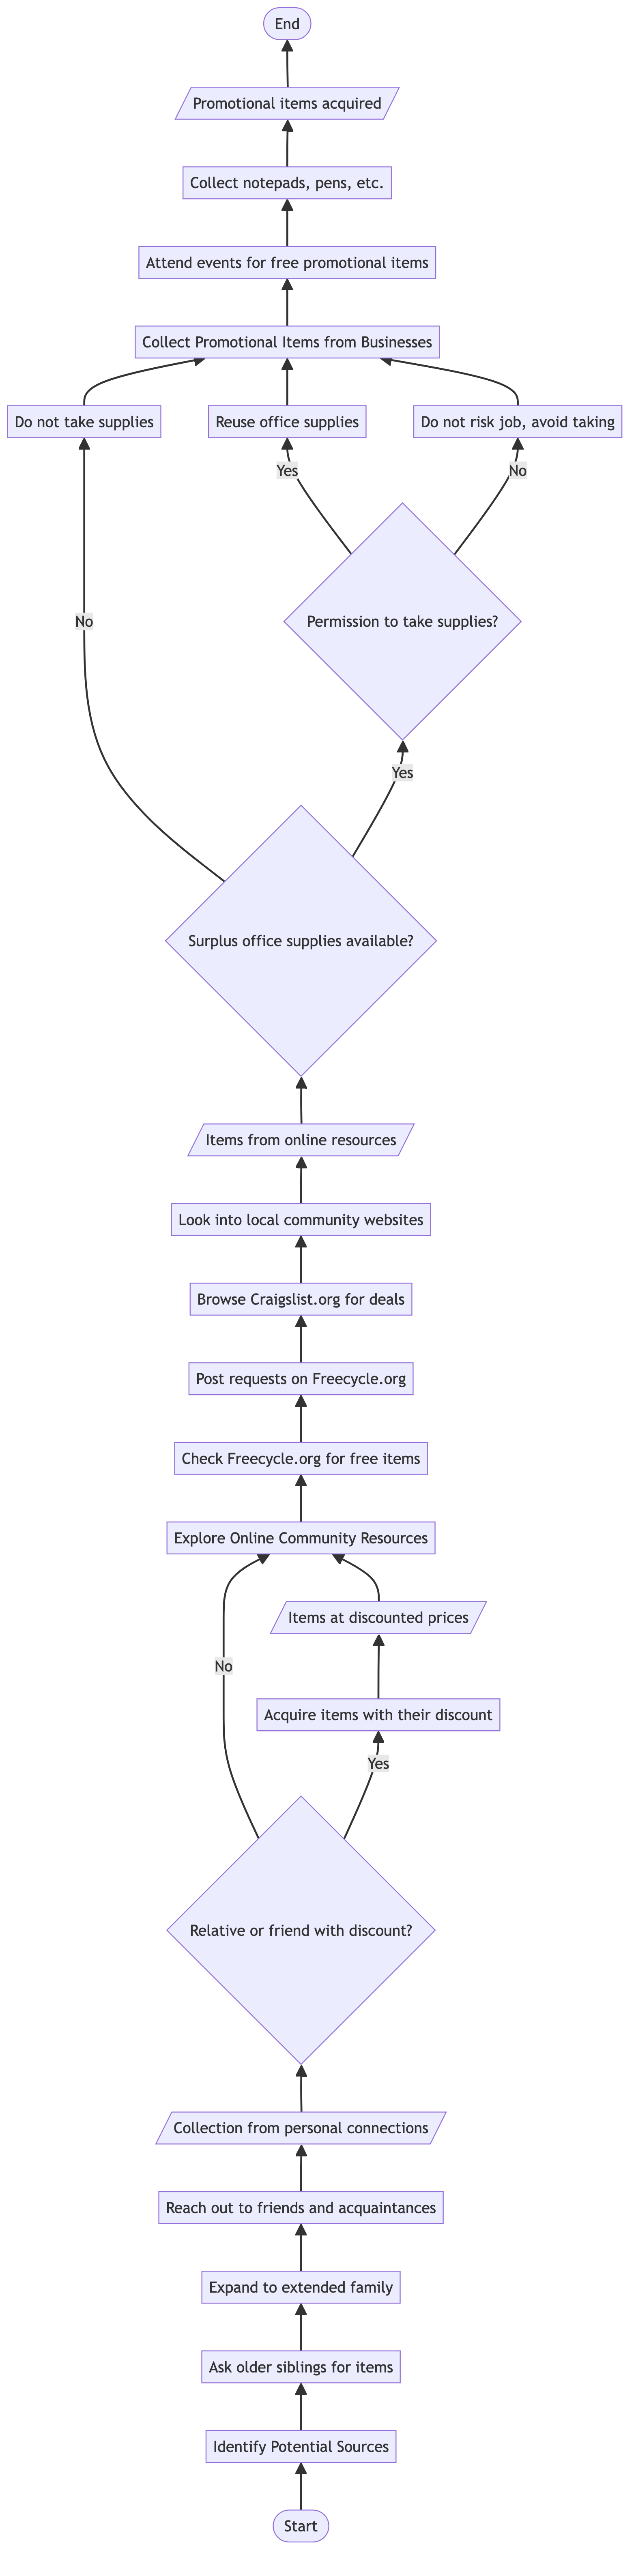 End
Promotional items acquired
Collect notepads, pens, etc.
Attend events for free promotional items
Collect Promotional Items from Businesses
Do not take supplies
Reuse office supplies
Do not risk job, avoid taking
Yes
No
Permission to take supplies?
No
Yes
Surplus office supplies available?
Items from online resources
Look into local community websites
Browse Craigslist.org for deals
Post requests on Freecycle.org
Check Freecycle.org for free items
Explore Online Community Resources
Items at discounted prices
No
Acquire items with their discount
Yes
Relative or friend with discount?
Collection from personal connections
Reach out to friends and acquaintances
Expand to extended family
Ask older siblings for items
Identify Potential Sources
Start